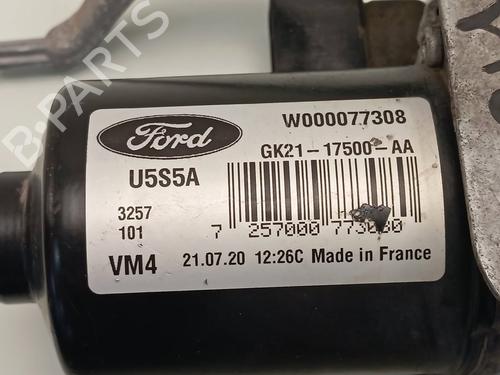 Ford
W000077308
GK21-17500-AA
U5S5A
3257
101
VM4
21.07.20 12:26C Made in France
B-PARTS